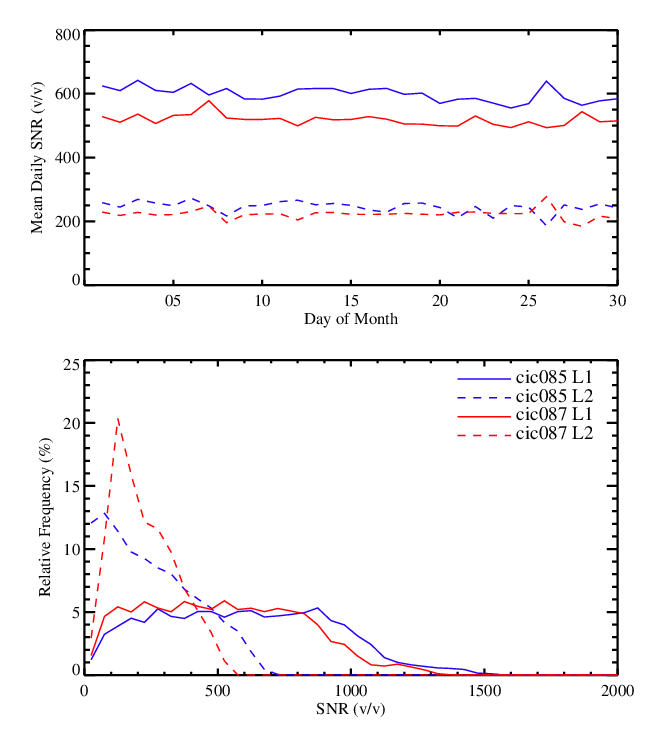 800
600
400
200
0
Mean Daily SNR (v/v)
05 10 15 20 25 30
Day of Month
25
20
15
10
5
0
Relative Frequency (%)
cic085 L1
cic085 L2
cic087 L1
cic087 L2
0 500 1000 1500 2000
SNR (v/v)